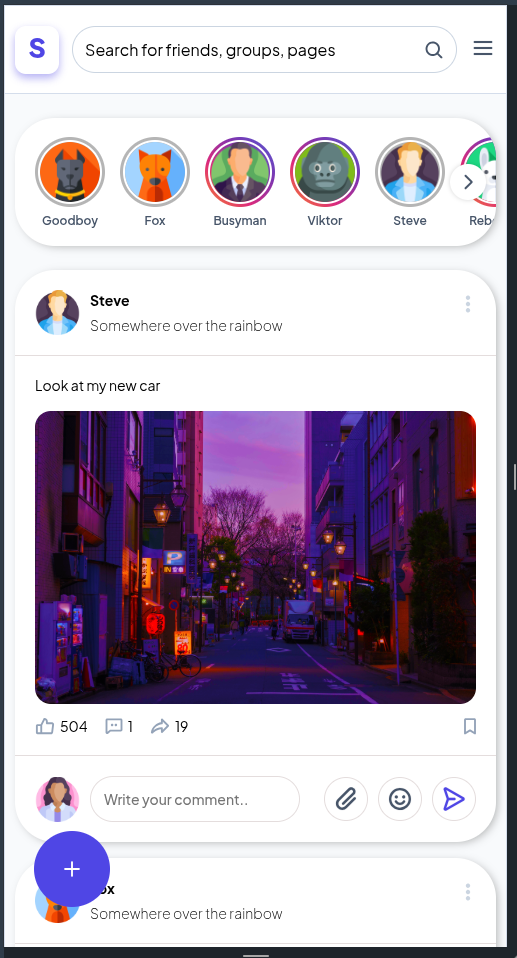 S
Search for friends, groups, pages
Goodboy
Fox
Busyman
Viktor
Steve
Steve
Somewhere over the rainbow
Look at my new car
P
504
1
19
Write your comment..
+
ox
Somewhere over the rainbow